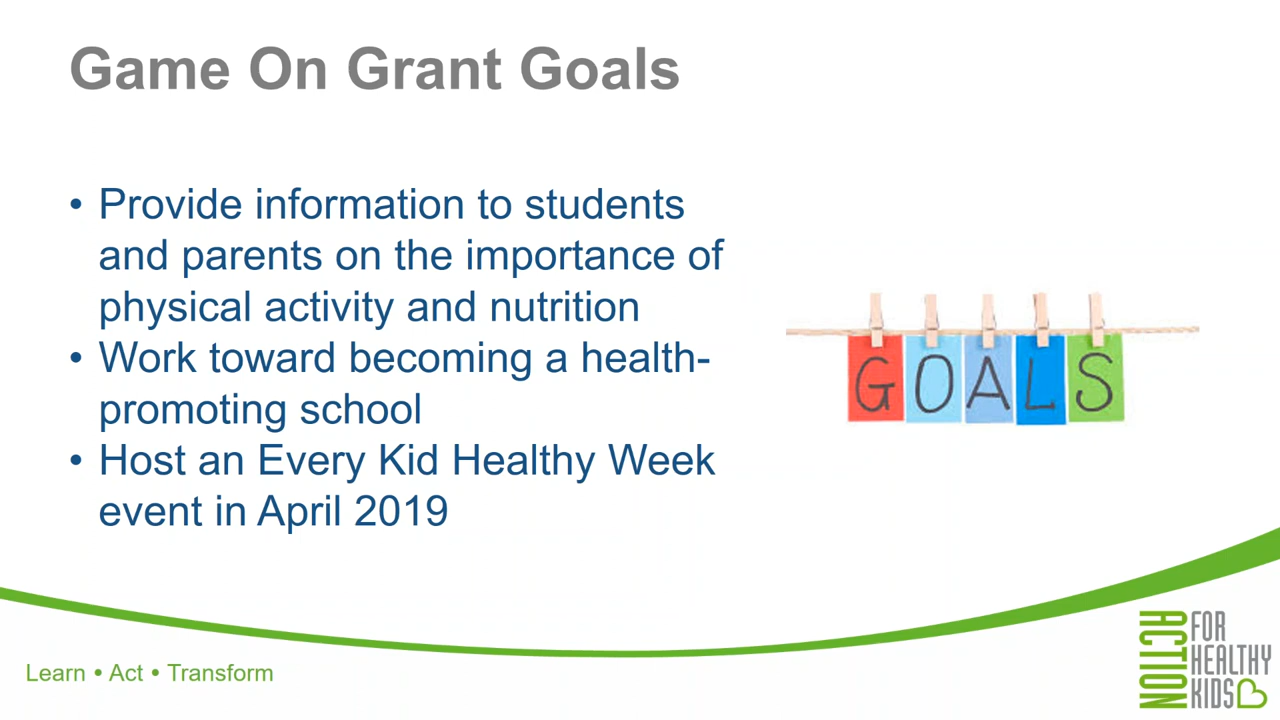 Game On Grant Goals
• Provide information to students
and parents on the importance of
physical activity and nutrition
• Work toward becoming a health-
promoting school
• Host an Every Kid Healthy Week
event in April 2019
GOALS
Learn • Act • Transform
ACTION
FOR
HEALTHY
KIDS